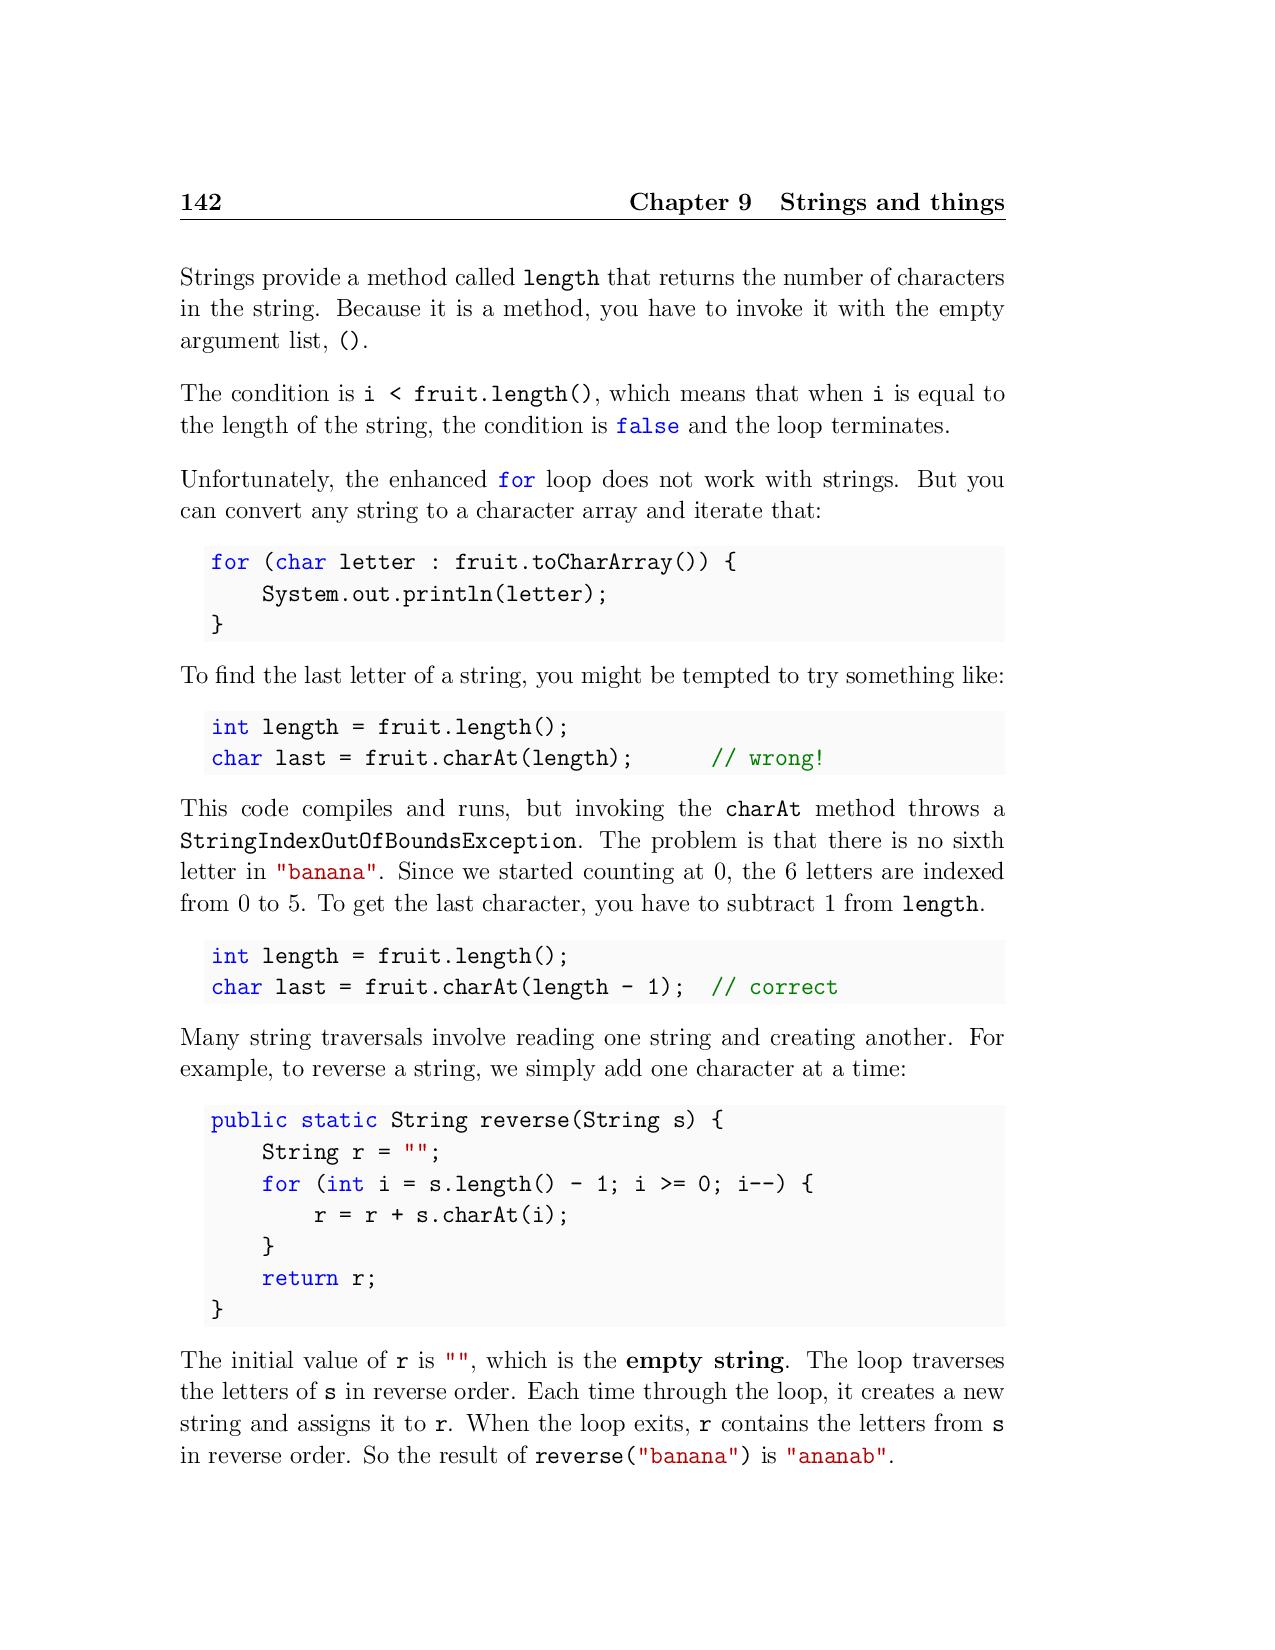 142 Chapter 9 Strings and things
Strings provide a method called length that returns the number of characters
in the string. Because it is a method, you have to invoke it with the empty
argument list, ().
The condition is i < fruit.length(), which means that when i is equal to
the length of the string, the condition is false and the loop terminates.
Unfortunately, the enhanced for loop does not work with strings. But you
can convert any string to a character array and iterate that:
for (char letter : fruit.toCharArray()) {
    System.out.println(letter);
}
To find the last letter of a string, you might be tempted to try something like:
int length = fruit.length();
char last = fruit.charAt(length);      // wrong!
This code compiles and runs, but invoking the charAt method throws a
StringIndexOutOfBoundsException. The problem is that there is no sixth
letter in "banana". Since we started counting at 0, the 6 letters are indexed
from 0 to 5. To get the last character, you have to subtract 1 from length.
int length = fruit.length();
char last = fruit.charAt(length - 1);  // correct
Many string traversals involve reading one string and creating another. For
example, to reverse a string, we simply add one character at a time:
public static String reverse(String s) {
    String r = "";
    for (int i = s.length() - 1; i >= 0; i--) {
        r = r + s.charAt(i);
    }
    return r;
}
The initial value of r is "", which is the empty string. The loop traverses
the letters of s in reverse order. Each time through the loop, it creates a new
string and assigns it to r. When the loop exits, r contains the letters from s
in reverse order. So the result of reverse("banana") is "ananab".